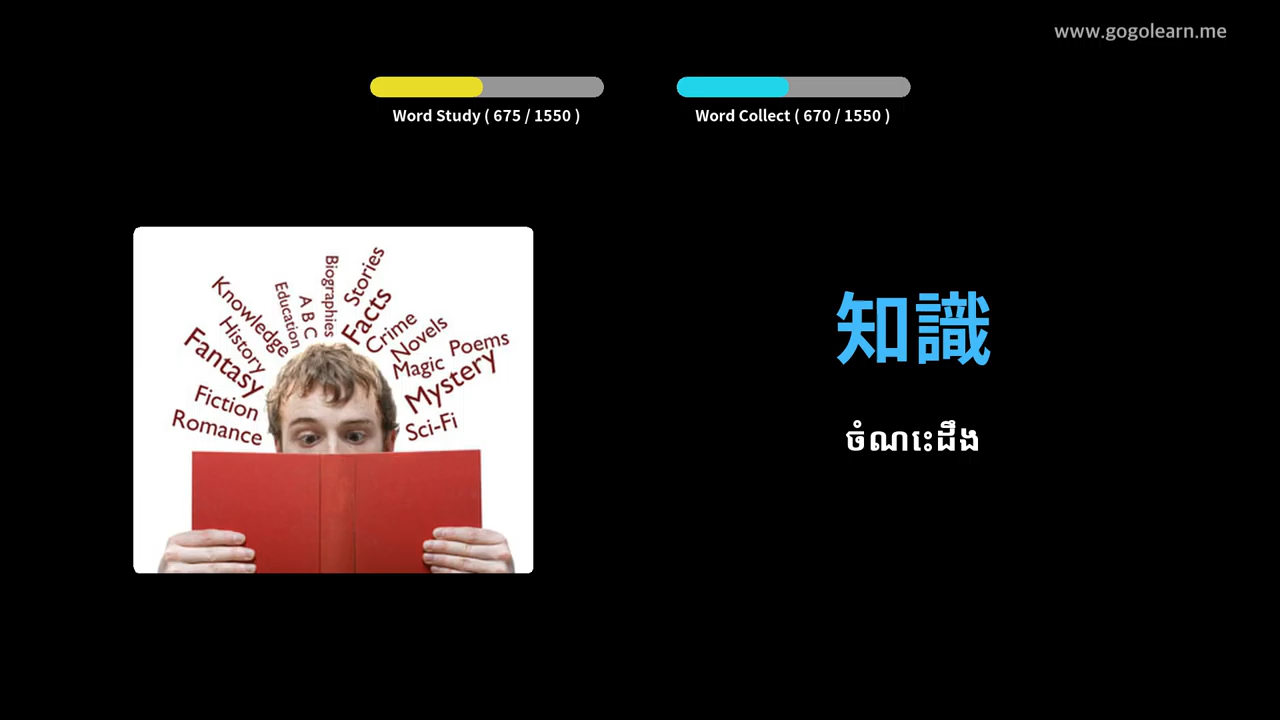 www.gogolearn.me
Word Study ( 675 / 1550 )
Word Collect ( 670 / 1550 )
Knowledge
History
Fantasy
Fiction
Romance
Education
A B C
Biographies
Stories
Facts
Crime
Novels
Magic
Poems
Mystery
Sci-Fi
知識
ចំណេះដឹង